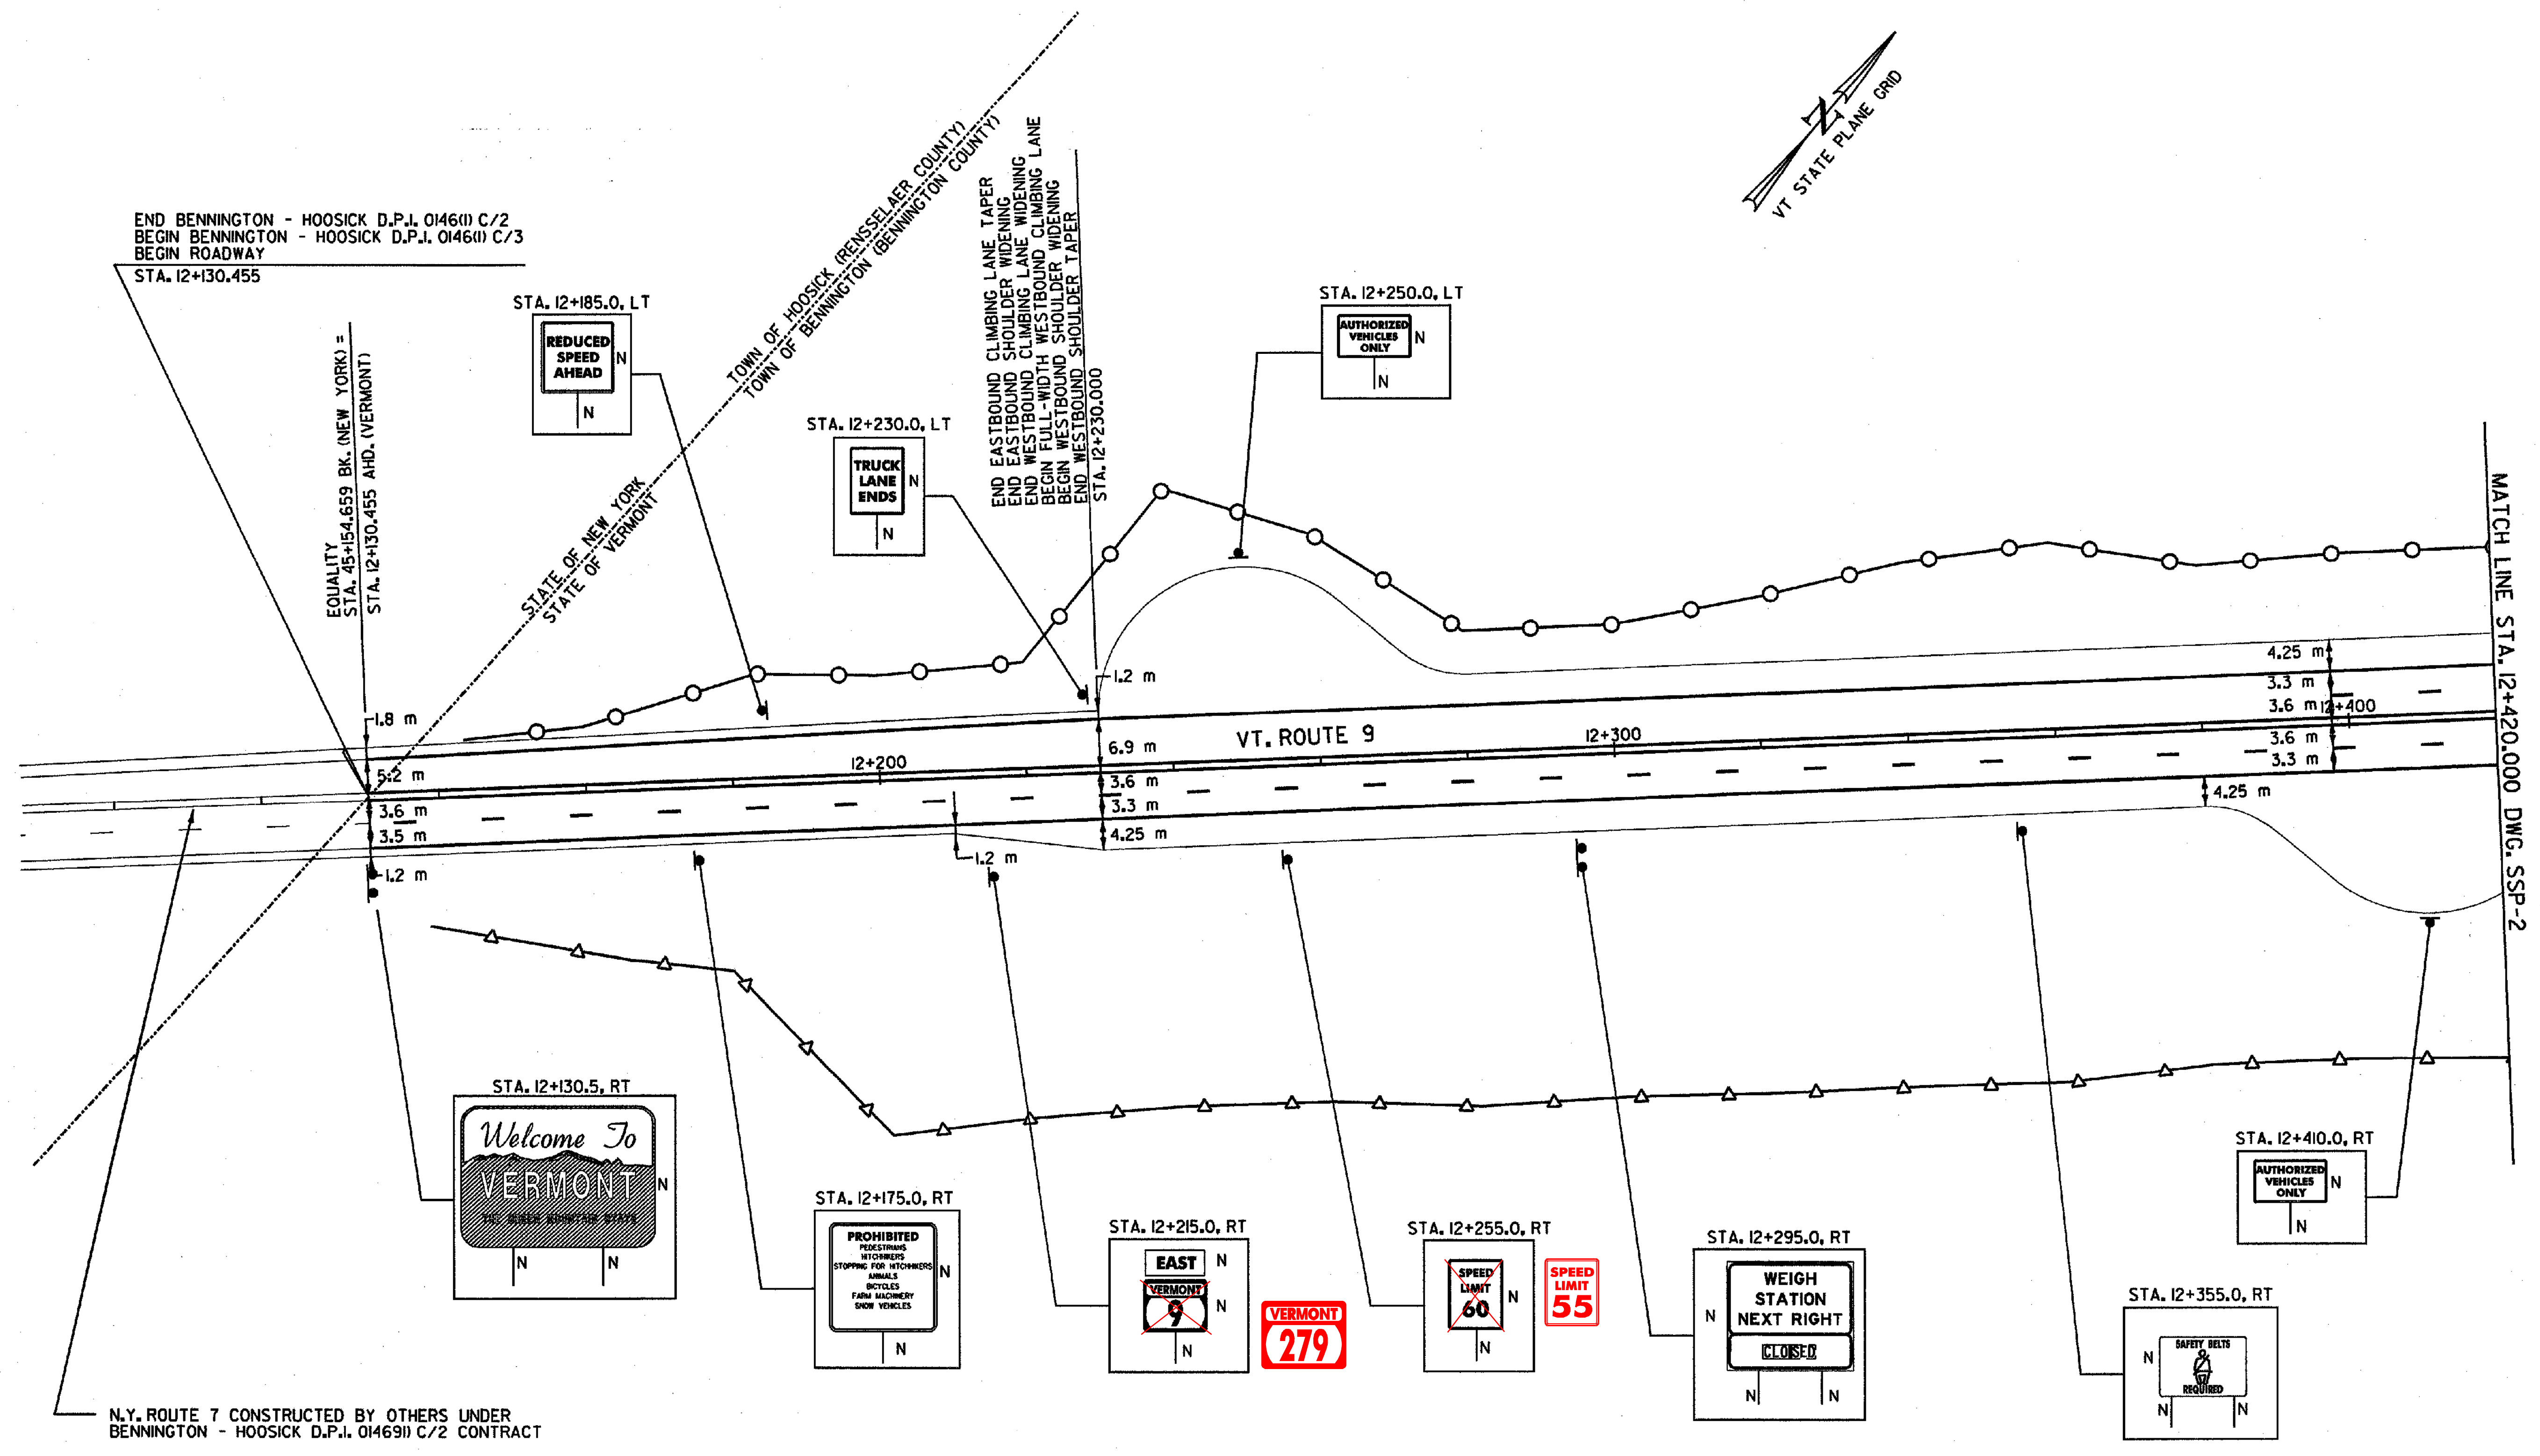 END BENNINGTON - HOOSICK D.P.I. 0146(1) C/2
BEGIN BENNINGTON - HOOSICK D.P.I. 0146(1) C/3
BEGIN ROADWAY
STA. 12+130.455
EQUALITY
STA. 45+154.659 BK. (NEW YORK) =
STA. 12+130.455 AHD. (VERMONT)
STATE OF NEW YORK
STATE OF VERMONT
TOWN OF HOOSICK (RENSSELAER COUNTY)
TOWN OF BENNINGTON (BENNINGTON COUNTY)
END EASTBOUND CLIMBING LANE TAPER
END EASTBOUND SHOULDER WIDENING
END WESTBOUND CLIMBING LANE WIDENING
BEGIN FULL-WIDTH WESTBOUND CLIMBING LANE
BEGIN WESTBOUND SHOULDER WIDENING
END WESTBOUND SHOULDER TAPER
STA. 12+230.000
N
VT STATE PLANE GRID
STA. 12+185.0, LT
REDUCED
SPEED
AHEAD
N
N
STA. 12+230.0, LT
TRUCK
LANE
ENDS
N
N
STA. 12+250.0, LT
AUTHORIZED
VEHICLES
ONLY
N
N
MATCH LINE STA. 12+420.000 DWG. SSP-2
1.8 m
5.2 m
3.6 m
3.5 m
1.2 m
12+200
1.2 m
1.2 m
6.9 m
3.6 m
3.3 m
4.25 m
VT. ROUTE 9
12+300
4.25 m
3.3 m
3.6 m
12+400
3.6 m
3.3 m
4.25 m
STA. 12+130.5, RT
Welcome To
VERMONT
N
N
N
STA. 12+175.0, RT
PROHIBITED
PEDESTRIANS
HITCHHIKERS
STOPPING FOR HITCHHIKERS
ANIMALS
BICYCLES
FARM MACHINERY
SNOW VEHICLES
N
N
STA. 12+215.0, RT
EAST
N
VERMONT
9
N
N
VERMONT
279
STA. 12+255.0, RT
SPEED
LIMIT
60
N
N
SPEED
LIMIT
55
STA. 12+295.0, RT
WEIGH
STATION
NEXT RIGHT
N
N
N
STA. 12+355.0, RT
SAFETY BELTS
REQUIRED
N
N
N
STA. 12+410.0, RT
AUTHORIZED
VEHICLES
ONLY
N
N
N.Y. ROUTE 7 CONSTRUCTED BY OTHERS UNDER
BENNINGTON - HOOSICK D.P.I. 014691) C/2 CONTRACT